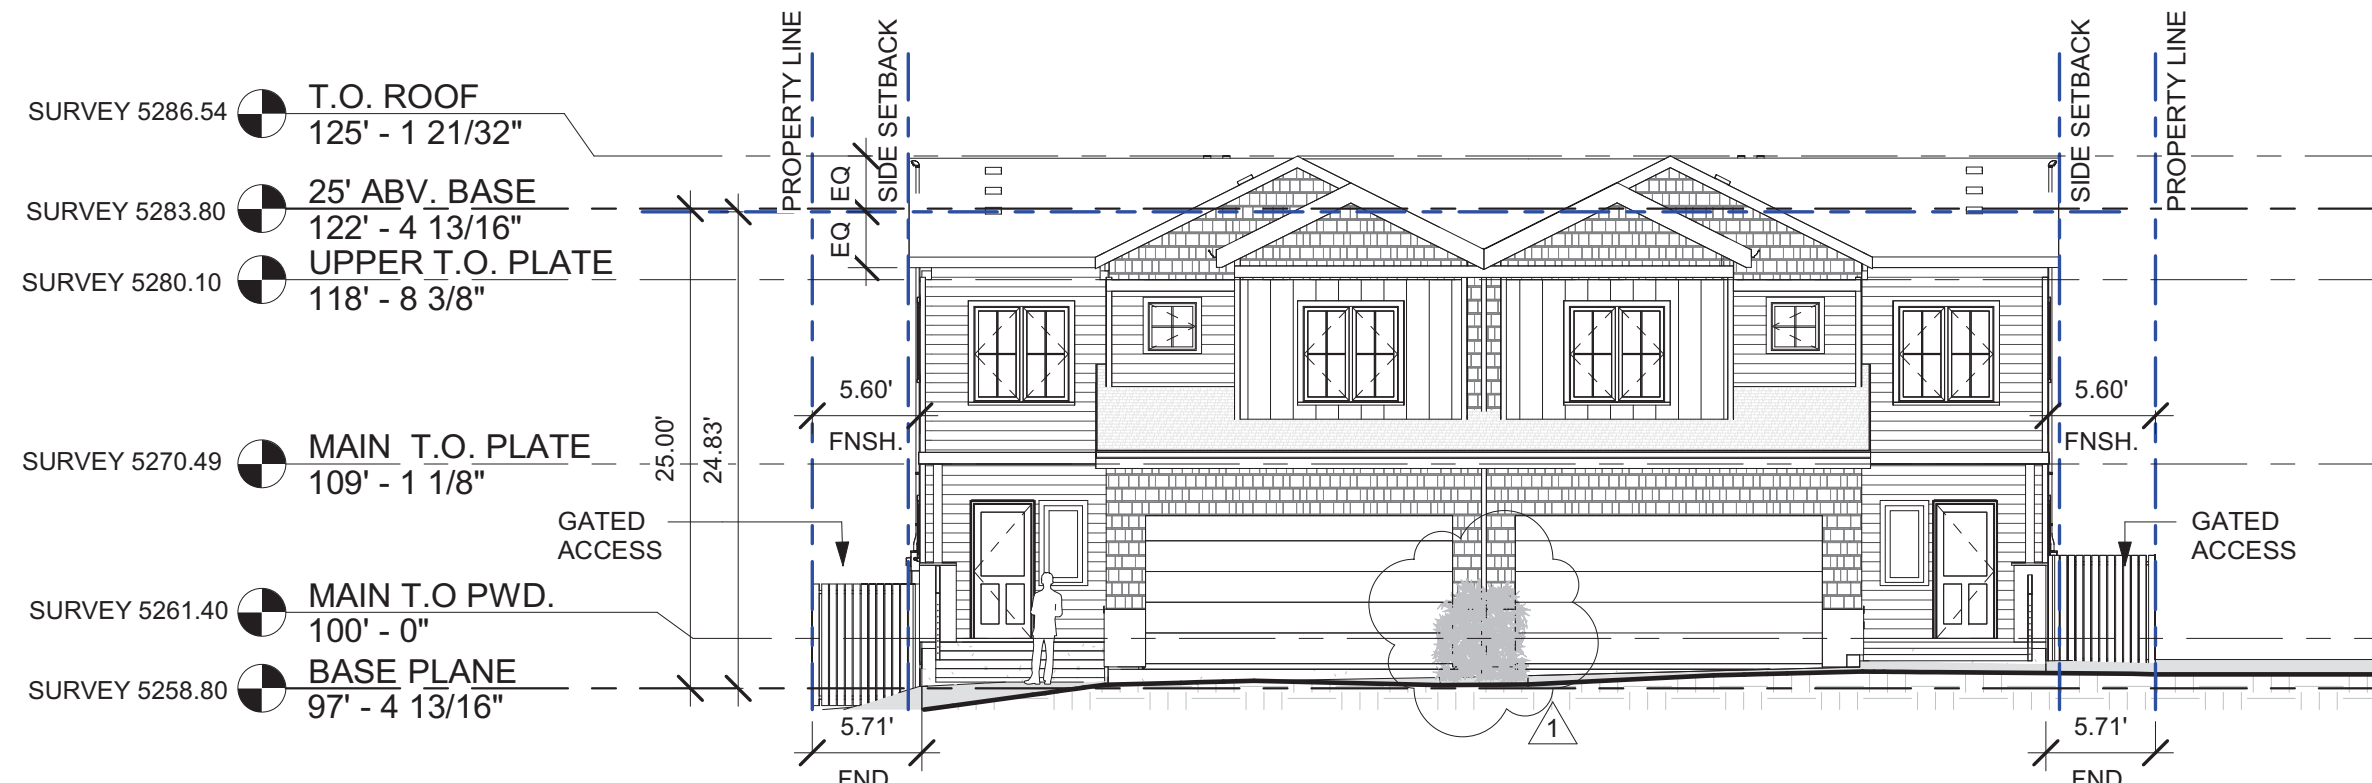 PROPERTY LINE
SIDE SETBACK
SIDE SETBACK
PROPERTY LINE
SURVEY 5286.54
T.O. ROOF
125' - 1 21/32"
EQ
EQ
SURVEY 5283.80
25' ABV. BASE
122' - 4 13/16"
SURVEY 5280.10
UPPER T.O. PLATE
118' - 8 3/8"
5.60'
FNSH.
5.60'
FNSH.
25.00'
24.83'
SURVEY 5270.49
MAIN T.O. PLATE
109' - 1 1/8"
GATED
ACCESS
GATED
ACCESS
SURVEY 5261.40
MAIN T.O PWD.
100' - 0"
SURVEY 5258.80
BASE PLANE
97' - 4 13/16"
5.71'
FND
1
5.71'
FND